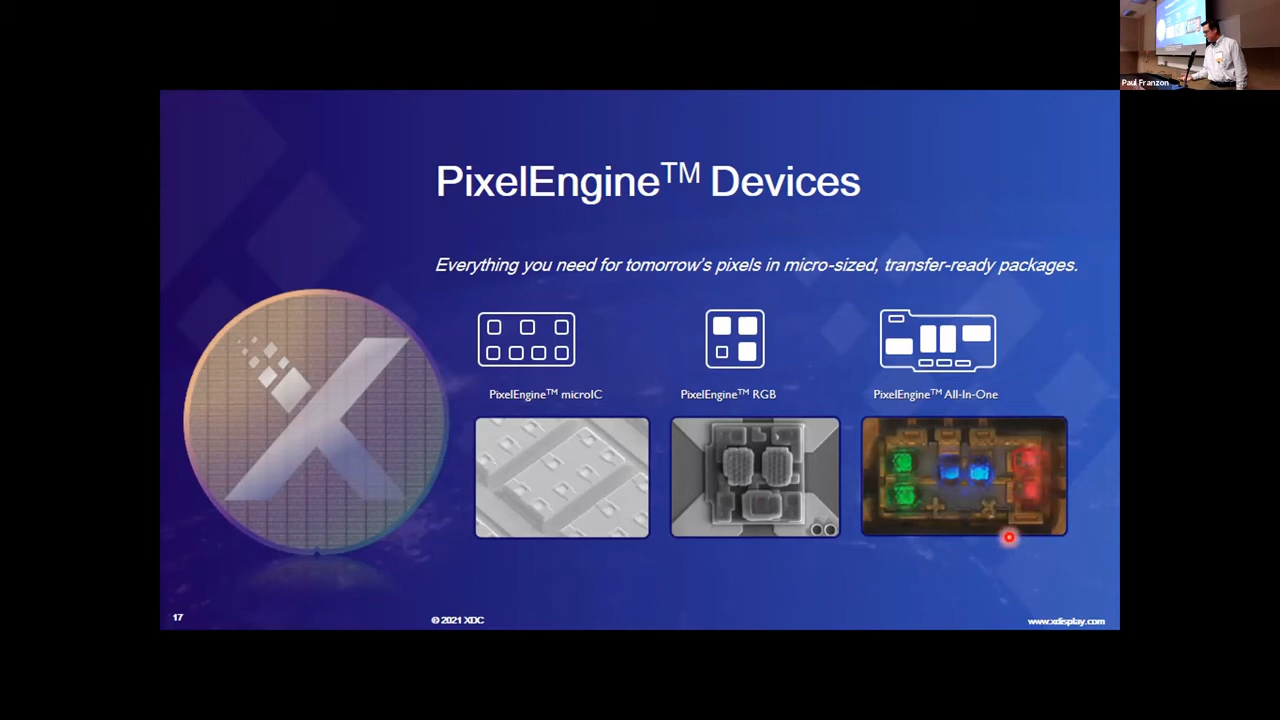 Paul Franzon
PixelEngine™ Devices
Everything you need for tomorrow's pixels in micro-sized, transfer-ready packages.
PixelEngine™ microIC
PixelEngine™ RGB
PixelEngine™ All-In-One
17
© 2021 XDC
www.xdisplay.com